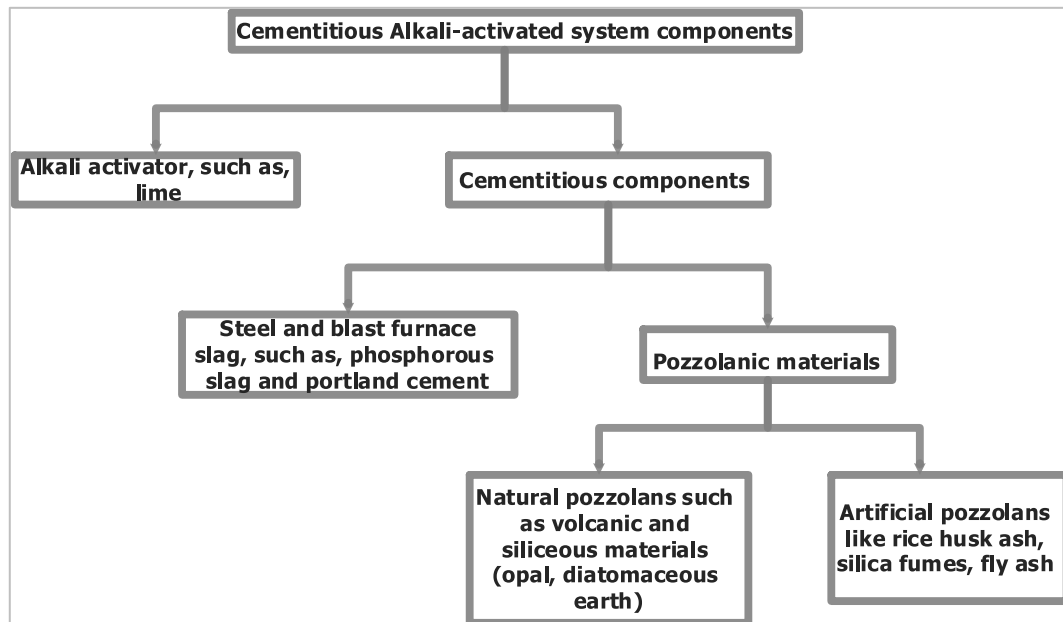 Cementitious Alkali-activated system components
Alkali activator, such as,
lime
Cementitious components
Steel and blast furnace
slag, such as, phosphorous
slag and portland cement
Pozzolanic materials
Natural pozzolans such
as volcanic and
siliceous materials
(opal, diatomaceous
earth)
Artificial pozzolans
like rice husk ash,
silica fumes, fly ash